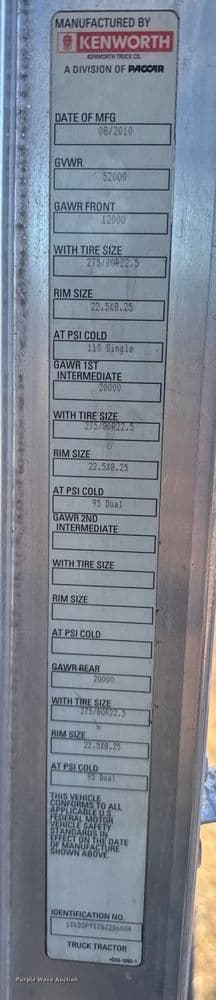 MANUFACTURED BY
KENWORTH
KENWORTH TRUCK CO.
A DIVISION OF PACCAR
DATE OF MFG
08/2010
GVWR
52000
GAWR FRONT
12000
WITH TIRE SIZE
275/80R22.5
RIM SIZE
22.5X8.25
AT PSI COLD
110 Single
GAWR 1ST
INTERMEDIATE
20000
WITH TIRE SIZE
275/80R22.5
RIM SIZE
22.5X8.25
AT PSI COLD
95 Dual
GAWR 2ND
INTERMEDIATE
WITH TIRE SIZE
RIM SIZE
AT PSI COLD
GAWR REAR
20000
WITH TIRE SIZE
275/80R22.5
RIM SIZE
22.5X8.25
AT PSI COLD
95 Dual
THIS VEHICLE
CONFORMS TO ALL
APPLICABLE U.S.
FEDERAL MOTOR
VEHICLE SAFETY
STANDARDS IN
EFFECT ON THE DATE
OF MANUFACTURE
SHOWN ABOVE.
IDENTIFICATION NO.
TRUCK TRACTOR
Purple Wave Auction